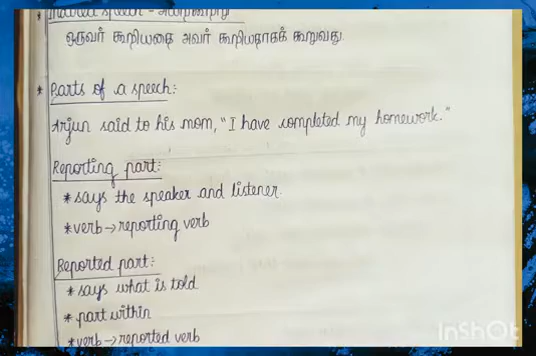 * Indirect speech -
ஒருவர் கூறியதை அவர் கூறியதாகக் கூறுவது.
* Parts of a speech:
Arjun said to his mom, "I have completed my homework."
Reporting part:
* says the speaker and listener.
* verb → reporting verb
Reported part:
* says what is told
* part within
* verb → reported verb
InShOt